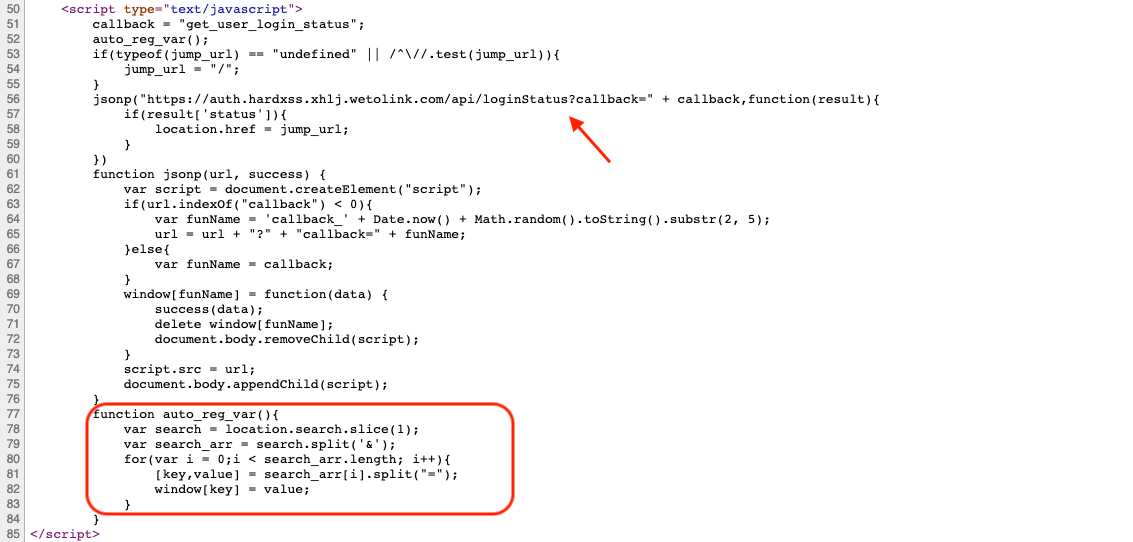 50 <script type="text/javascript">
51 callback = "get_user_login_status";
52 auto_reg_var();
53 if(typeof(jump_url) == "undefined" || /^\//.test(jump_url)){
54 jump_url = "/";
55 }
56 jsonp("https://auth.hardxss.xhlj.wetolink.com/api/loginStatus?callback=" + callback,function(result){
57 if(result['status']){
58 location.href = jump_url;
59 }
60 })
61 function jsonp(url, success) {
62 var script = document.createElement("script");
63 if(url.indexOf("callback") < 0){
64 var funName = 'callback_' + Date.now() + Math.random().toString().substr(2, 5);
65 url = url + "?" + "callback=" + funName;
66 }else{
67 var funName = callback;
68 }
69 window[funName] = function(data) {
70 success(data);
71 delete window[funName];
72 document.body.removeChild(script);
73 }
74 script.src = url;
75 document.body.appendChild(script);
76 }
77 function auto_reg_var(){
78 var search = location.search.slice(1);
79 var search_arr = search.split('&');
80 for(var i = 0;i < search_arr.length; i++){
81 [key,value] = search_arr[i].split("=");
82 window[key] = value;
83 }
84 }
85 </script>